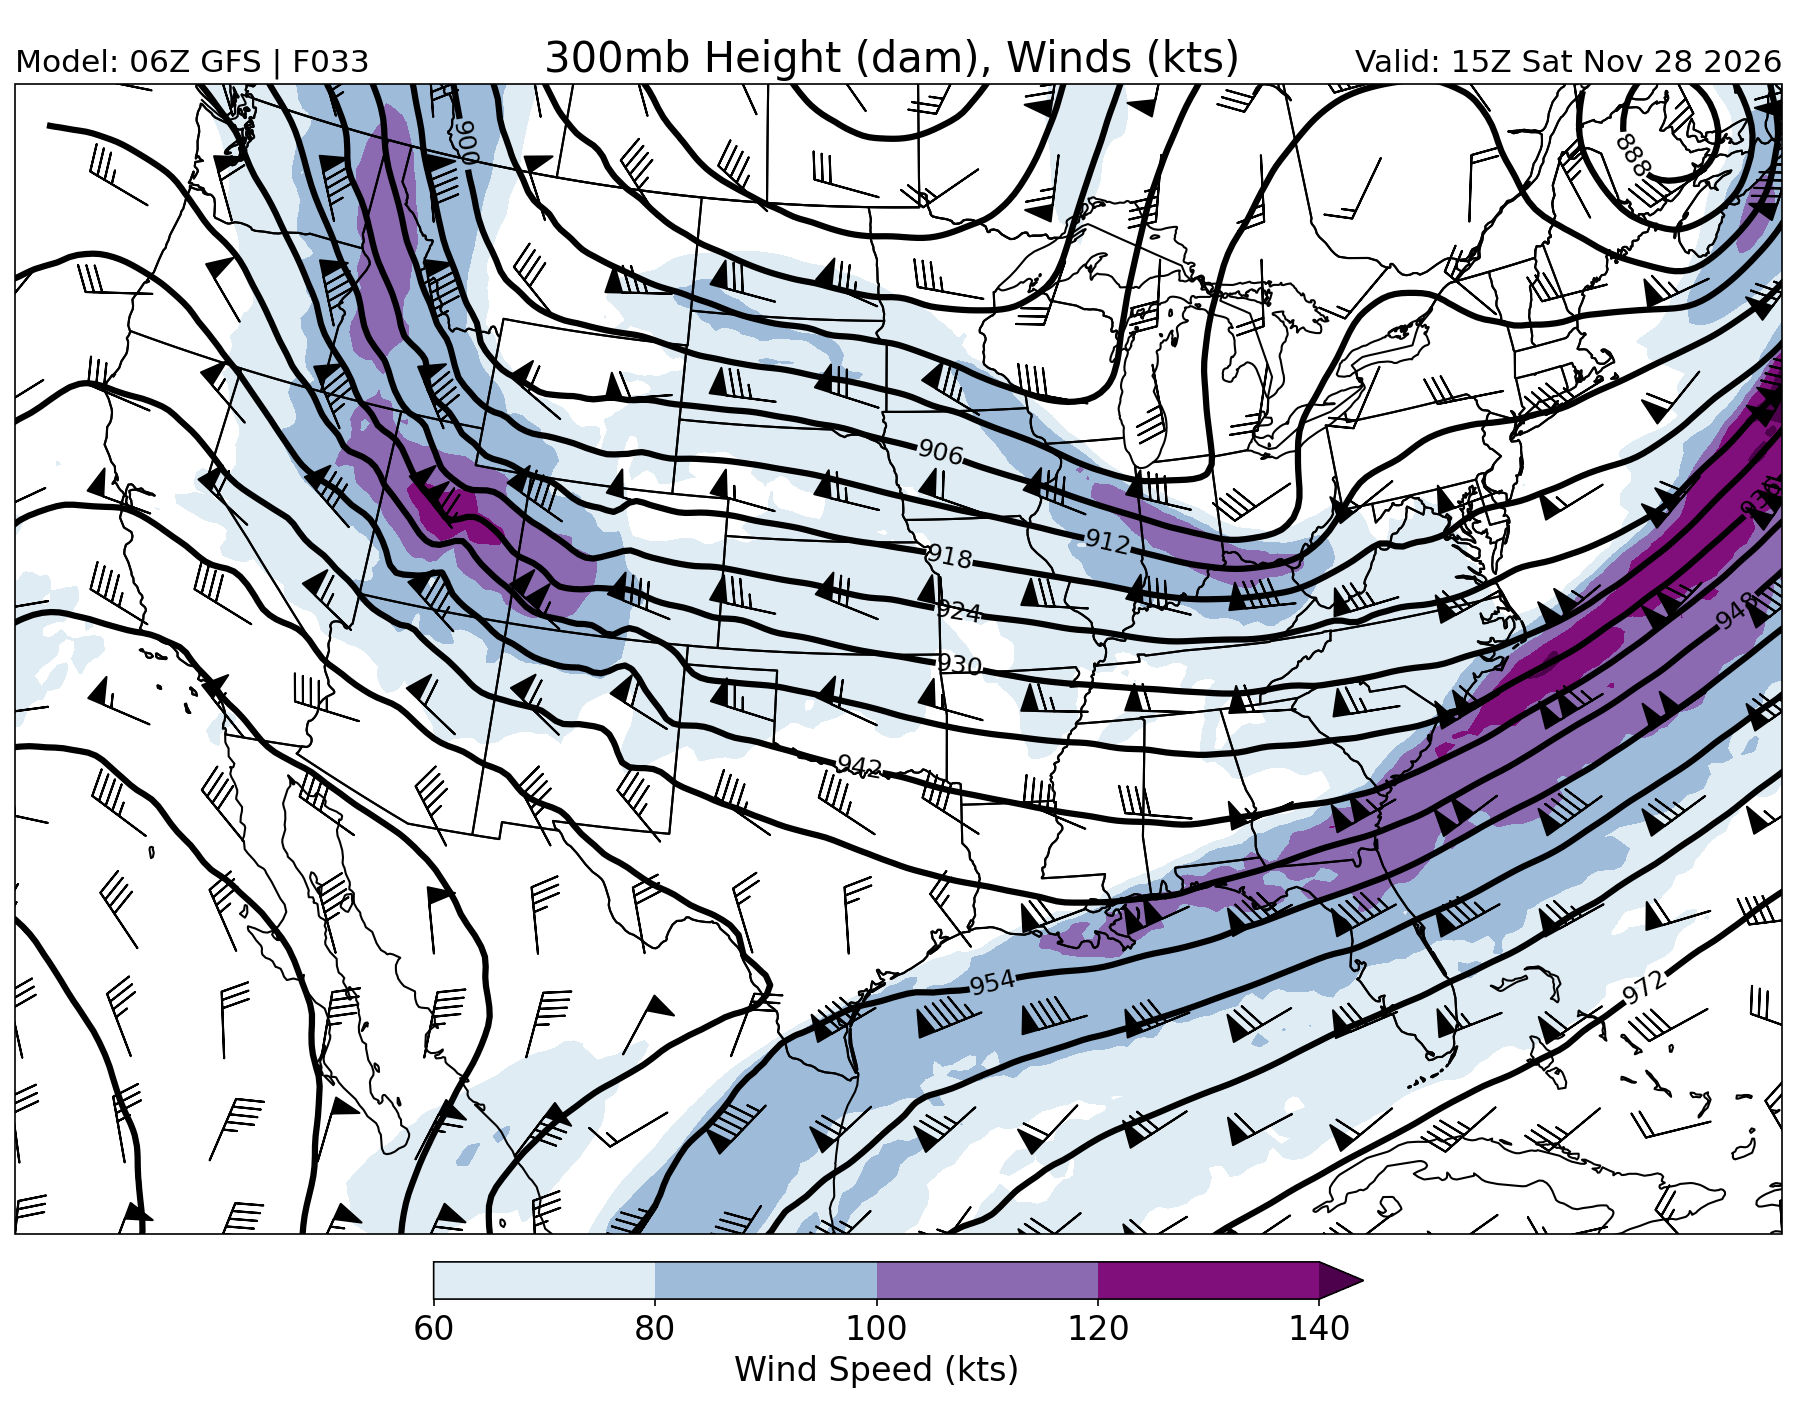 Model: 06Z GFS | F033
300mb Height (dam), Winds (kts)
Valid: 15Z Sat Nov 28 2026
900
888
906
912
918
924
930
948
942
954
972
60 80 100 120 140
Wind Speed (kts)